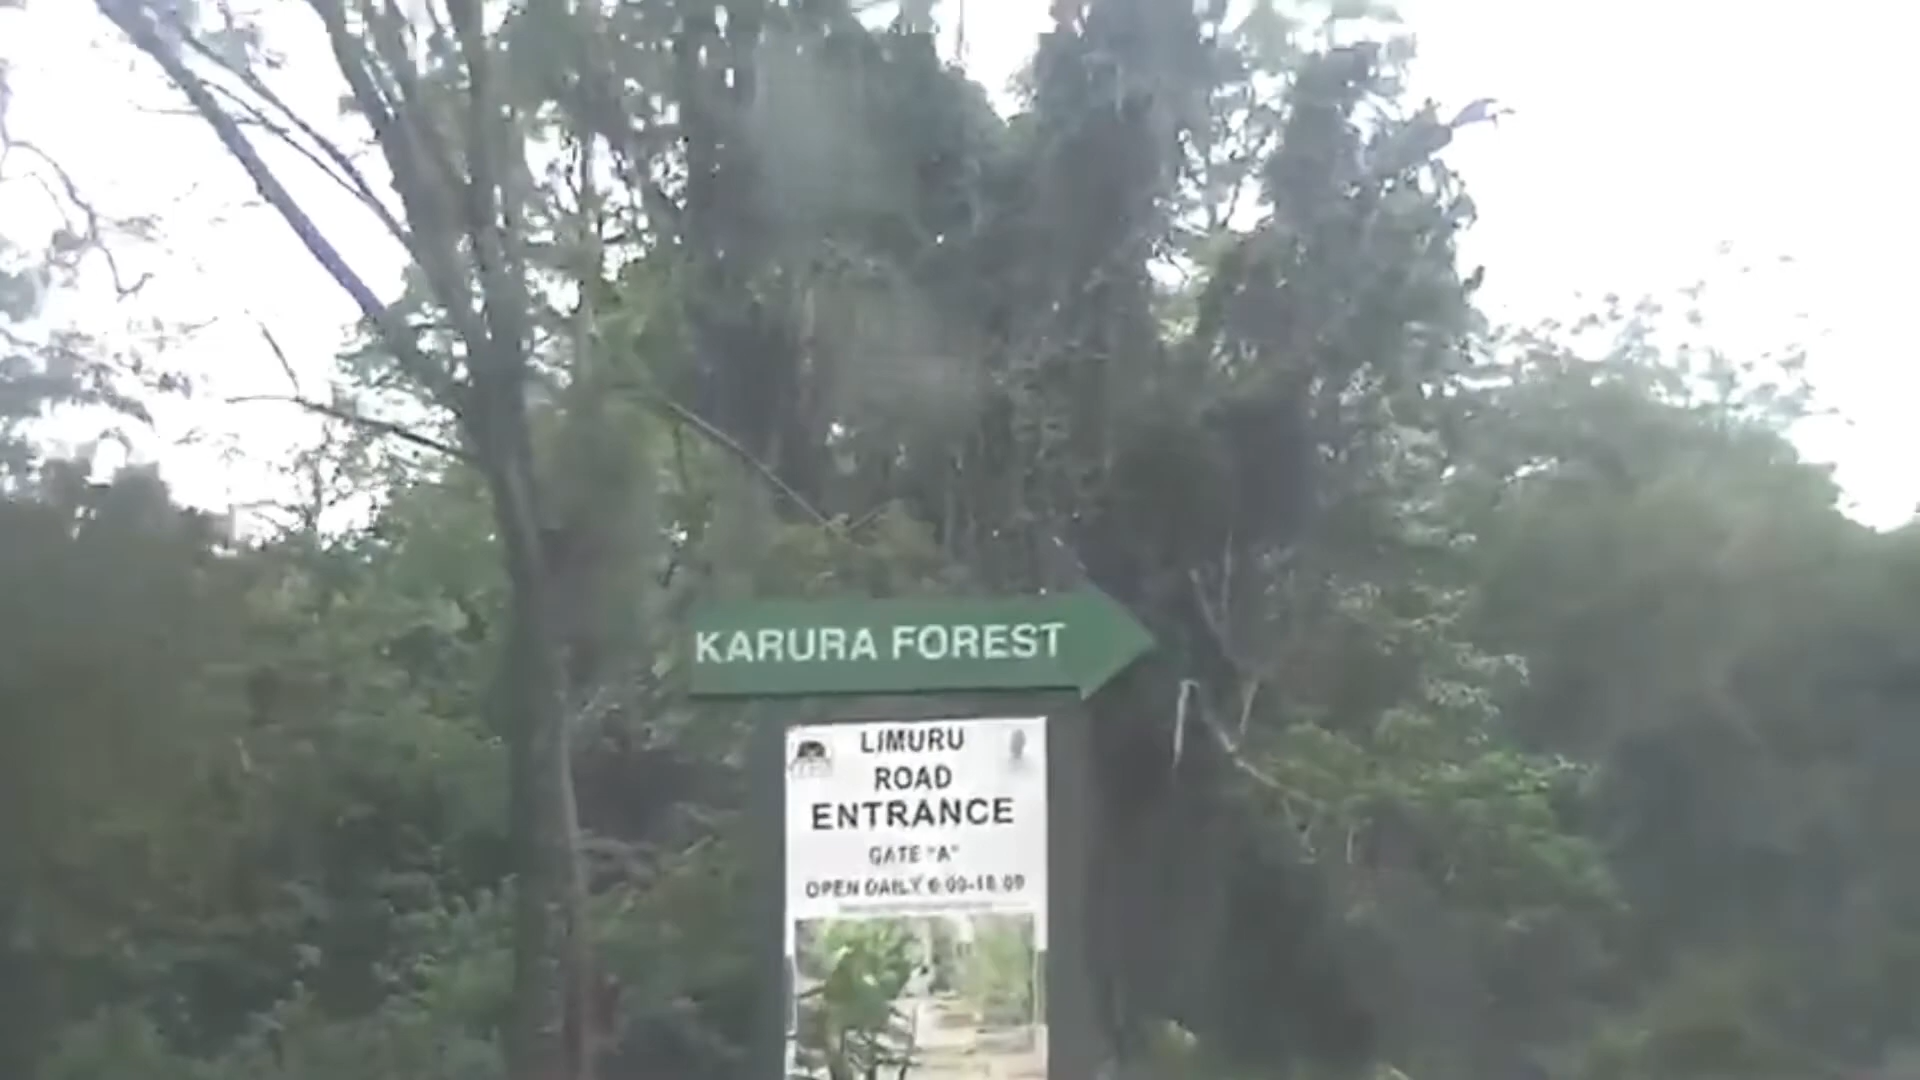 KARURA FOREST
LIMURU
ROAD
ENTRANCE
GATE "A"
OPEN DAILY 6:00-18:00